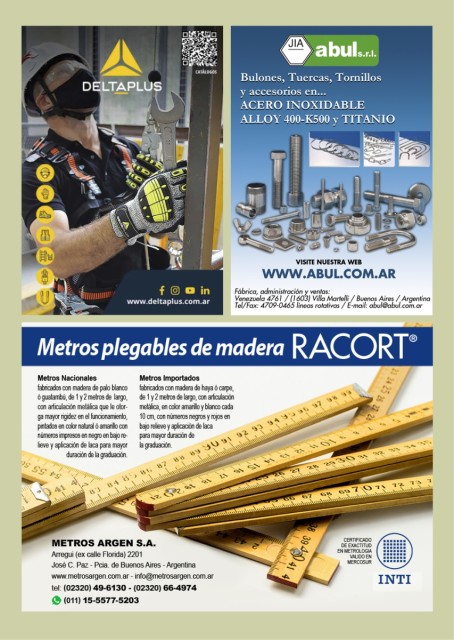 DELTAPLUS
CATÁLOGOS
www.deltaplus.com.ar
JIA
abul s.r.l.
Bulones, Tuercas, Tornillos
y accesorios en...
ACERO INOXIDABLE
ALLOY 400-K500 y TITANIO
VISITE NUESTRA WEB
WWW.ABUL.COM.AR
Fábrica, administración y ventas:
Venezuela 4761 / (1603) Villa Martelli / Buenos Aires / Argentina
Tel/Fax: 4709-0465 líneas rotativas / E-mail: abul@abul.com.ar
Metros plegables de madera RACORT®
Metros Nacionales
fabricados con madera de palo blanco
ó guatambú, de 1 y 2 metros de largo,
con articulación metálica que le otor-
ga mayor rigidez en el funcionamiento,
pintados en color natural ó amarillo con
números impresos en negro en bajo re-
lieve y aplicación de laca para mayor
duración de la graduación.
Metros Importados
fabricados con madera de haya ó carpe,
de 1 y 2 metros de largo, con articulación
metálica, en color amarillo y blanco cada
10 cm, con números negros y rojos en
bajo relieve y aplicación de laca
para mayor duración de
la graduación.
METROS ARGEN S.A.
Arregui (ex calle Florida) 2201
José C. Paz - Pcia. de Buenos Aires - Argentina
www.metrosargen.com.ar - info@metrosargen.com.ar
tel: (02320) 49-6130 - (02320) 66-4974
(011) 15-5577-5203
CERTIFICADO
DE EXACTITUD
EN METROLOGIA
VALIDO EN
MERCOSUR
INTI